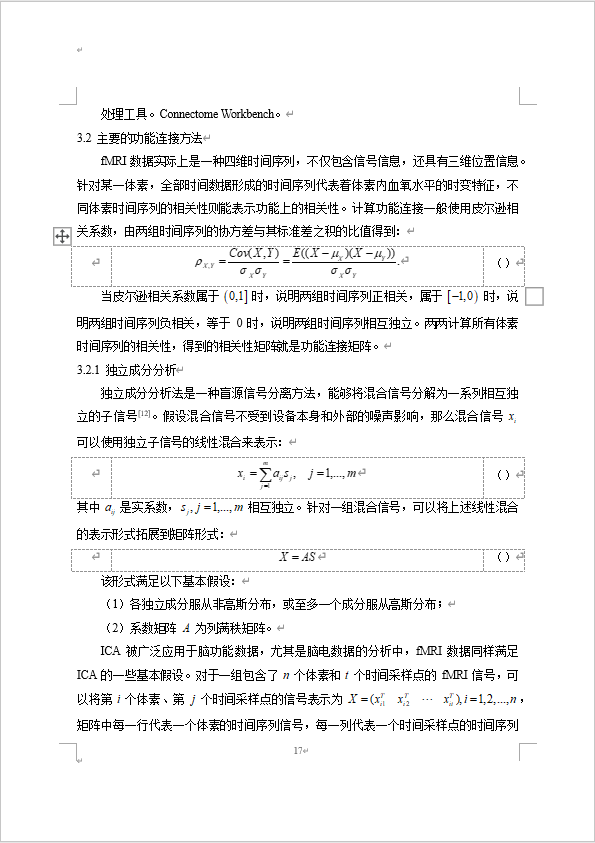 处理工具。Connectome Workbench。
3.2 主要的功能连接方法
fMRI 数据实际上是一种四维时间序列，不仅包含信号信息，还具有三维位置信息。
针对某一体素，全部时间数据形成的时间序列代表着体素内血氧水平的时变特征，不
同体素时间序列的相关性则能表示功能上的相关性。计算功能连接一般使用皮尔逊相
关系数，由两组时间序列的协方差与其标准差之积的比值得到：
ρ_{X,Y} = Cov(X,Y) / σ_X σ_Y = E((X − μ_X)(X − μ_Y)) / σ_X σ_Y . （）
当皮尔逊相关系数属于 (0,1] 时，说明两组时间序列正相关，属于 [−1,0) 时，说
明两组时间序列负相关，等于 0 时，说明两组时间序列相互独立。两两计算所有体素
时间序列的相关性，得到的相关性矩阵就是功能连接矩阵。
3.2.1 独立成分分析
独立成分分析法是一种盲源信号分离方法，能够将混合信号分解为一系列相互独
立的子信号[12]。假设混合信号不受到设备本身和外部的噪声影响，那么混合信号 x_i
可以使用独立子信号的线性混合来表示：
x_i = ∑_{j=1}^{m} a_{ij} s_j, j = 1,..., m （）
其中 a_{ij} 是实系数，s_j, j = 1,..., m 相互独立。针对一组混合信号，可以将上述线性混合
的表示形式拓展到矩阵形式：
X = AS （）
该形式满足以下基本假设：
（1）各独立成分服从非高斯分布，或至多一个成分服从高斯分布；
（2）系数矩阵 A 为列满秩矩阵。
ICA 被广泛应用于脑功能数据，尤其是脑电数据的分析中，fMRI 数据同样满足
ICA 的一些基本假设。对于一组包含了 n 个体素和 t 个时间采样点的 fMRI 信号，可
以将第 i 个体素、第 j 个时间采样点的信号表示为 X = (x_{i1}^T x_{i2}^T ⋯ x_{it}^T), i = 1,2,..., n，
矩阵中每一行代表一个体素的时间序列信号，每一列代表一个时间采样点的时间序列
17